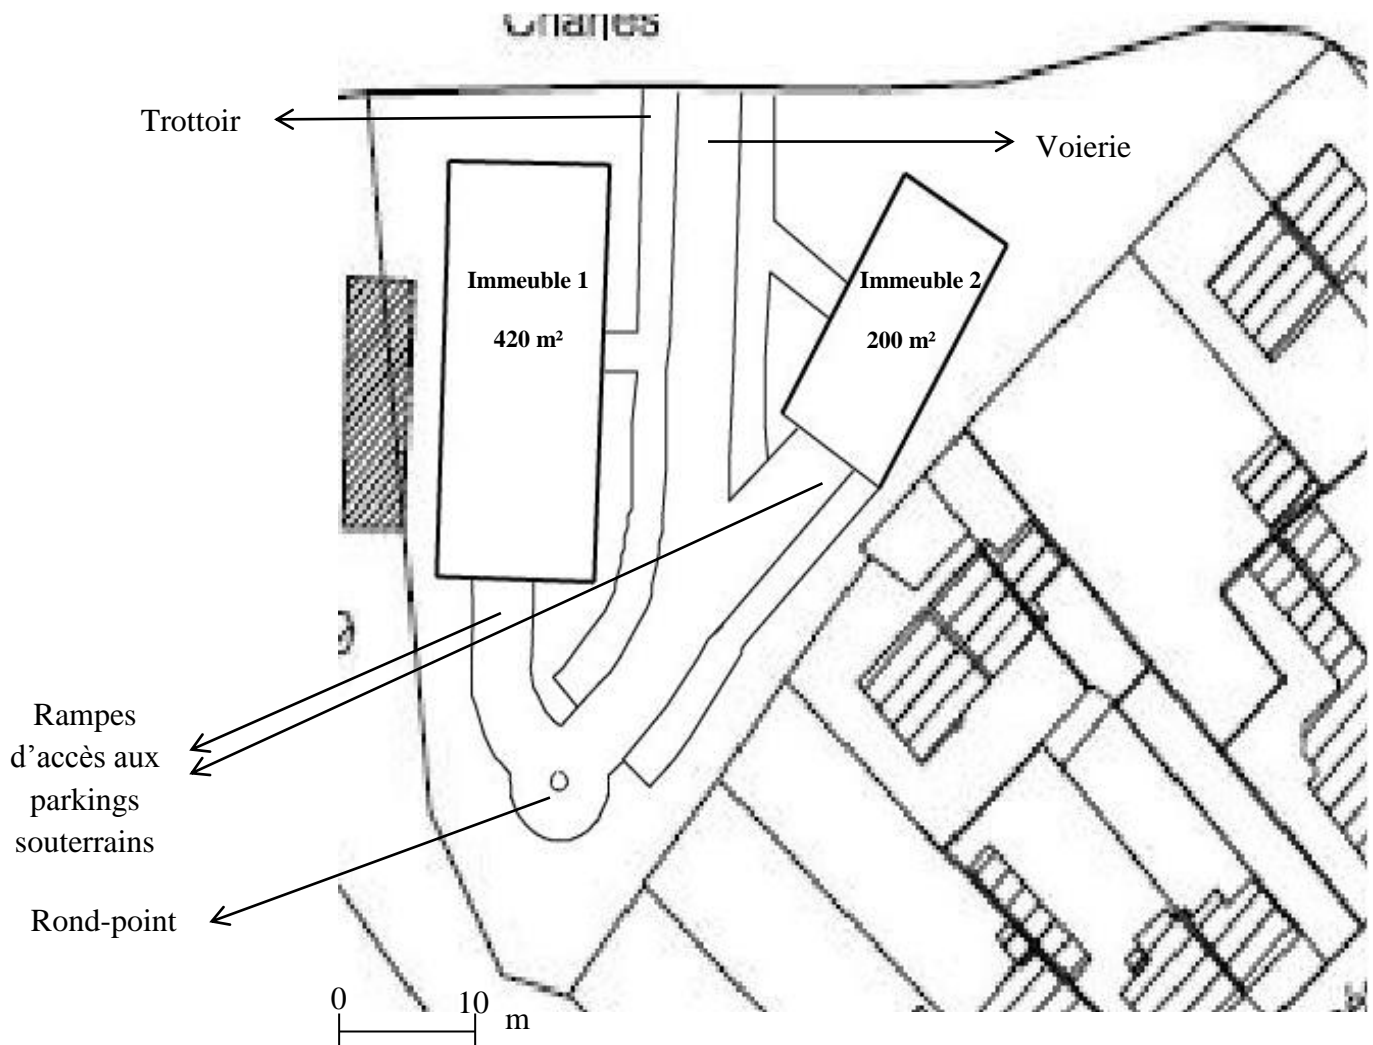 Charles
Trottoir
Voierie
Immeuble 1
420 m²
Immeuble 2
200 m²
Rampes
d’accès aux
parkings
souterrains
Rond-point
0 10 m